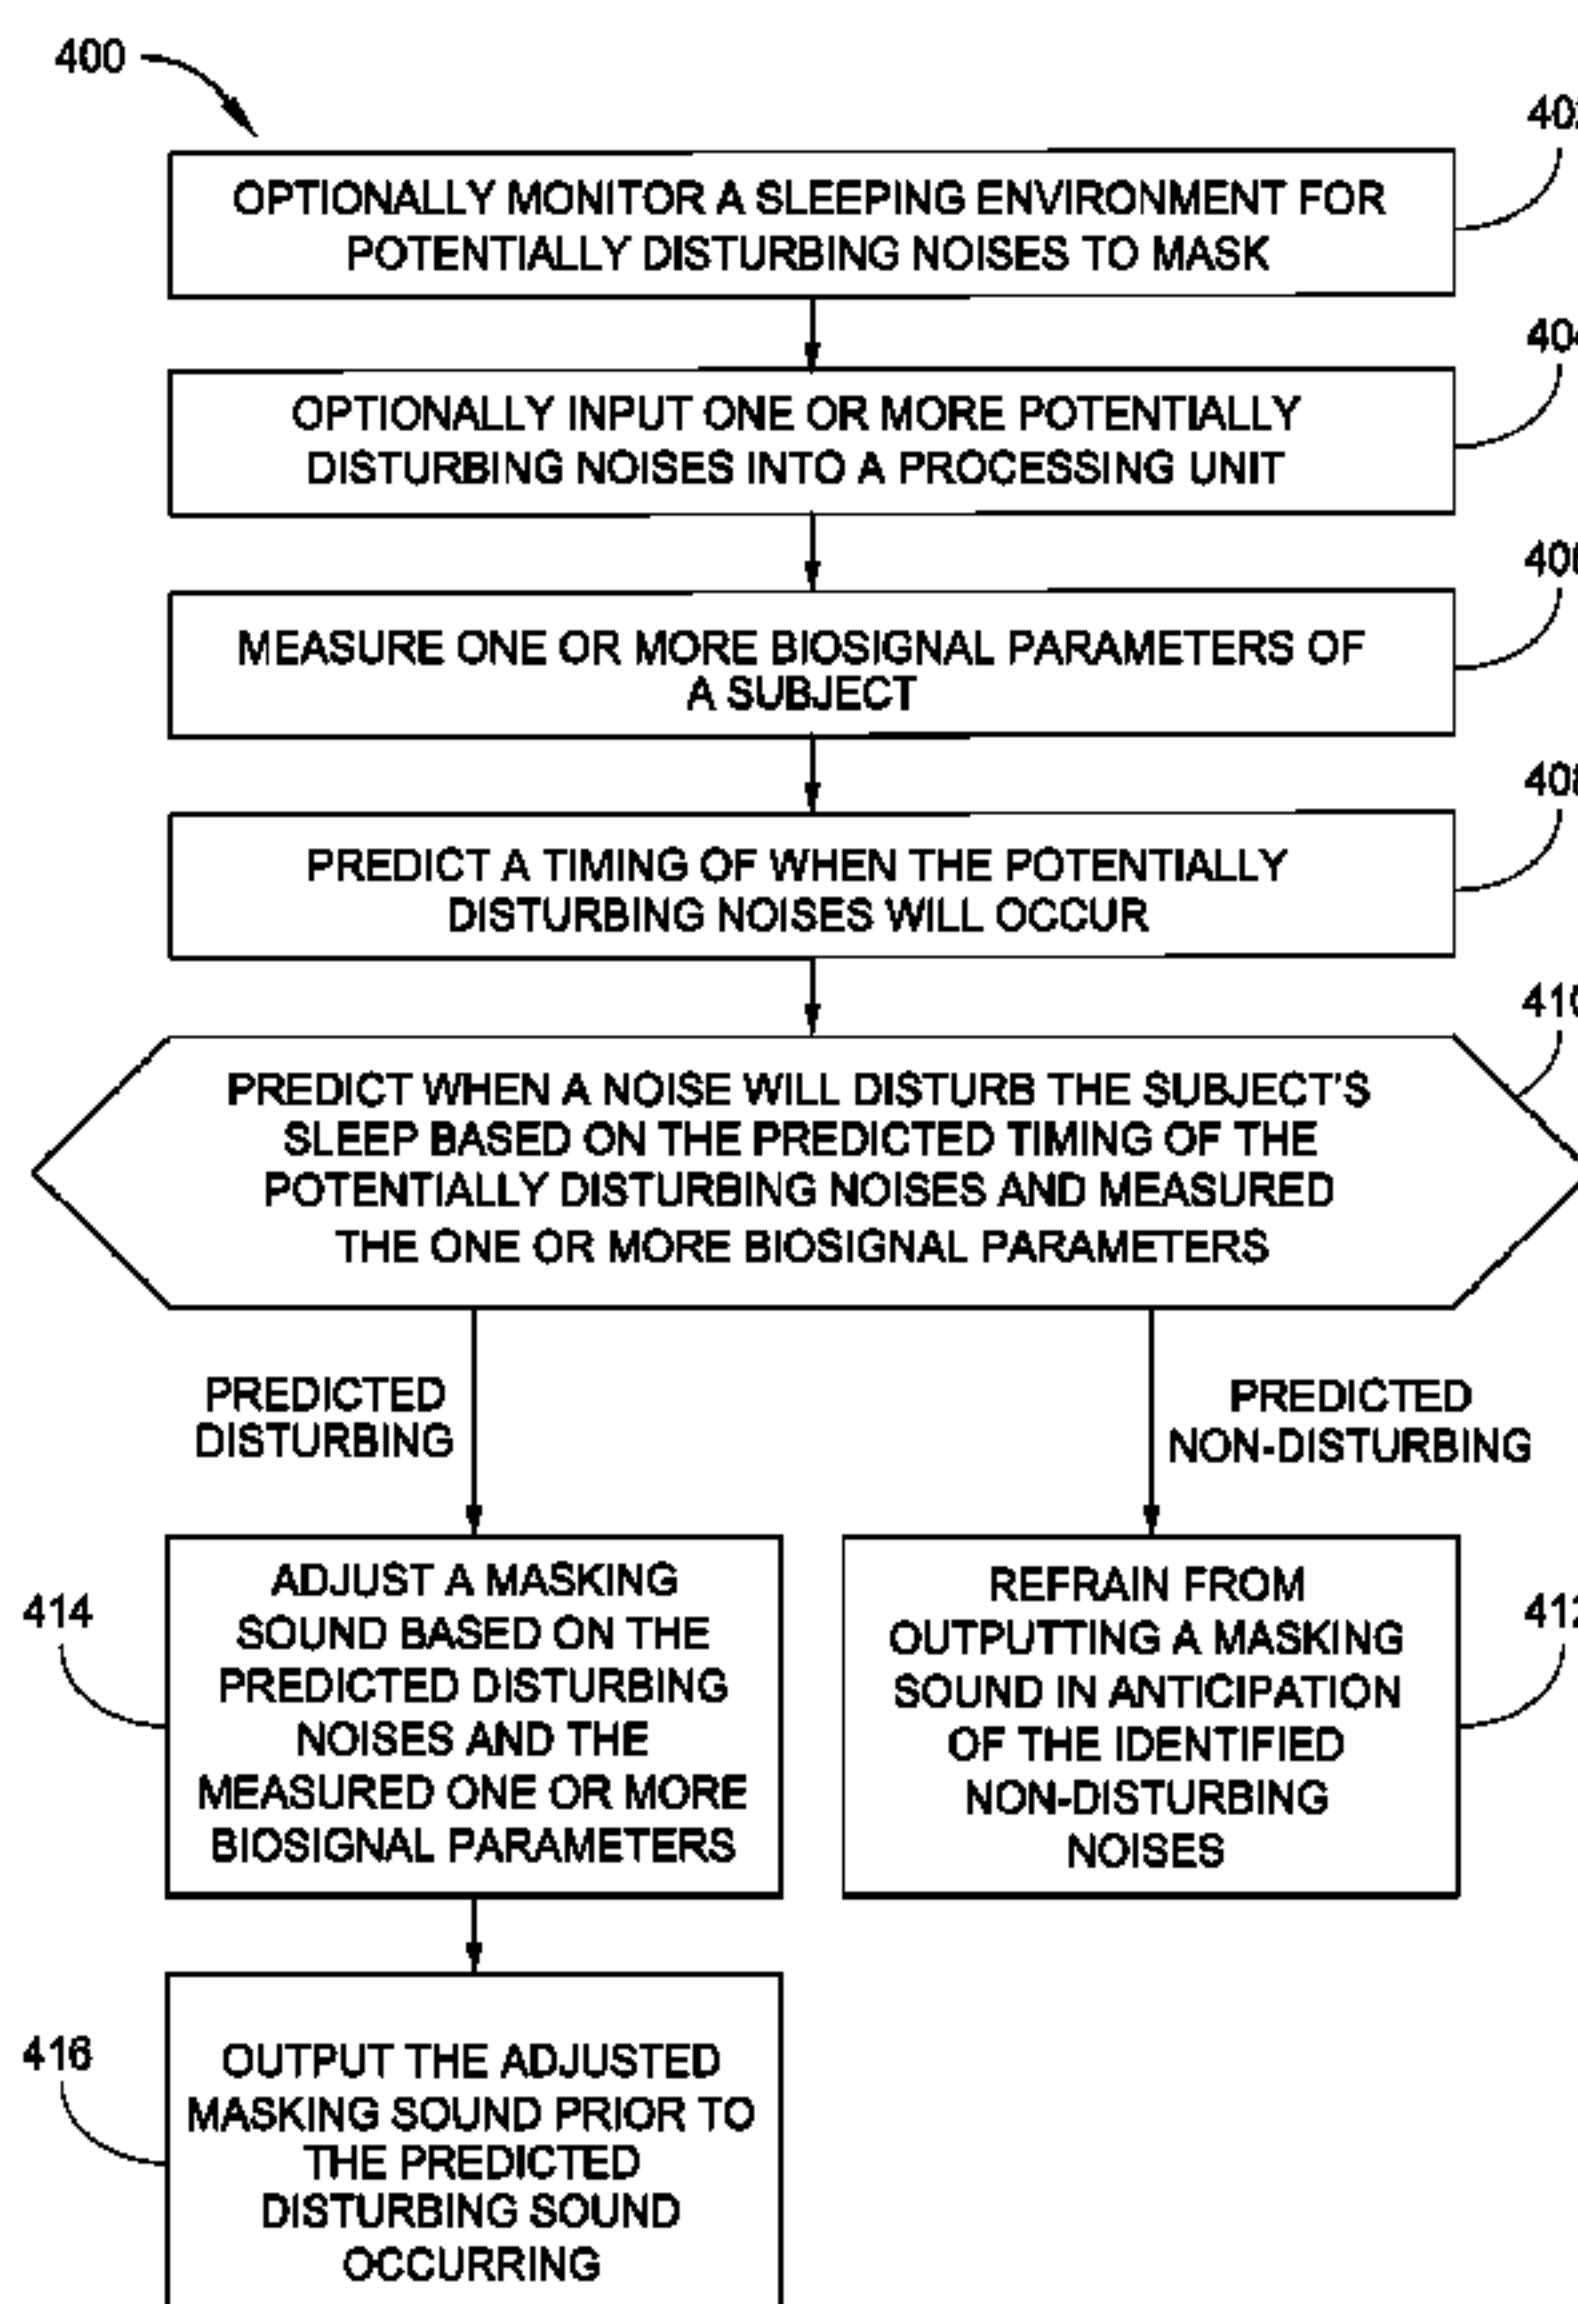 400
OPTIONALLY MONITOR A SLEEPING ENVIRONMENT FOR
POTENTIALLY DISTURBING NOISES TO MASK
OPTIONALLY INPUT ONE OR MORE POTENTIALLY
DISTURBING NOISES INTO A PROCESSING UNIT
MEASURE ONE OR MORE BIOSIGNAL PARAMETERS OF
A SUBJECT
PREDICT A TIMING OF WHEN THE POTENTIALLY
DISTURBING NOISES WILL OCCUR
PREDICT WHEN A NOISE WILL DISTURB THE SUBJECT'S
SLEEP BASED ON THE PREDICTED TIMING OF THE
POTENTIALLY DISTURBING NOISES AND MEASURED
THE ONE OR MORE BIOSIGNAL PARAMETERS
PREDICTED
DISTURBING
PREDICTED
NON-DISTURBING
414
ADJUST A MASKING
SOUND BASED ON THE
PREDICTED DISTURBING
NOISES AND THE
MEASURED ONE OR MORE
BIOSIGNAL PARAMETERS
REFRAIN FROM
OUTPUTTING A MASKING
SOUND IN ANTICIPATION
OF THE IDENTIFIED
NON-DISTURBING
NOISES
416
OUTPUT THE ADJUSTED
MASKING SOUND PRIOR TO
THE PREDICTED
DISTURBING SOUND
OCCURRING